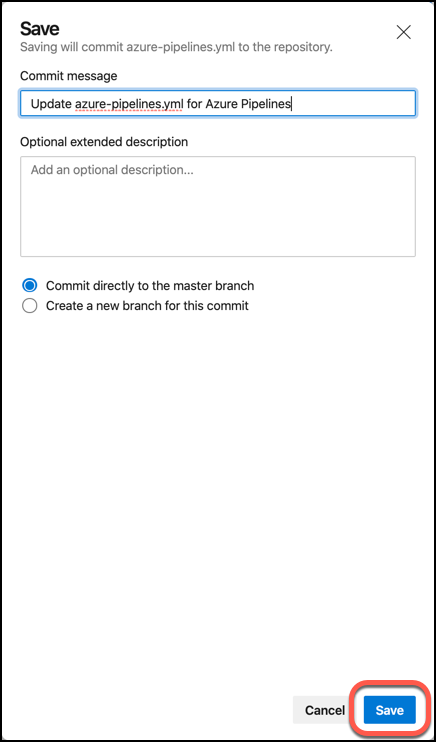 Save
Saving will commit azure-pipelines.yml to the repository.
Commit message
Update azure-pipelines.yml for Azure Pipelines
Optional extended description
Add an optional description...
Commit directly to the master branch
Create a new branch for this commit
Cancel Save